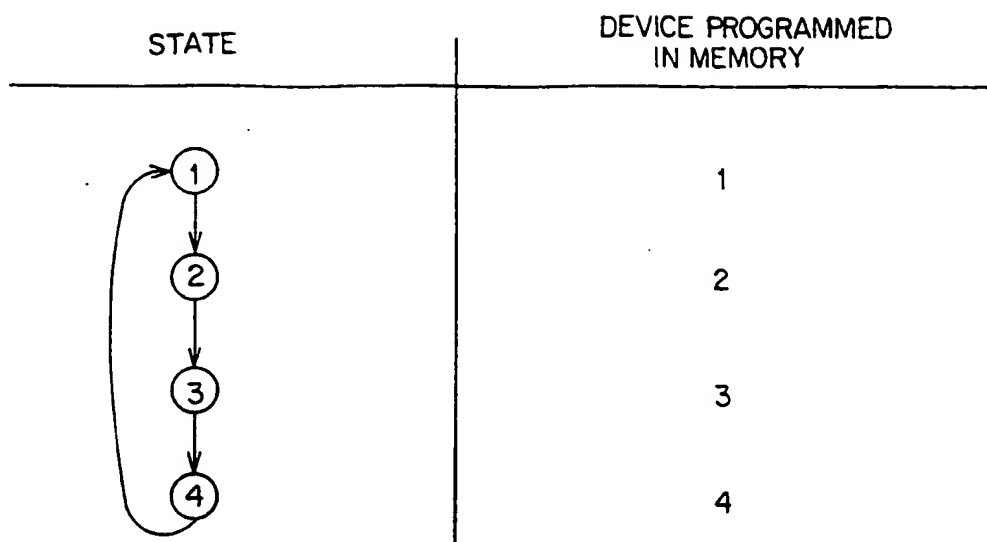 STATE
DEVICE PROGRAMMED
IN MEMORY
1 1
2 2
3 3
4 4